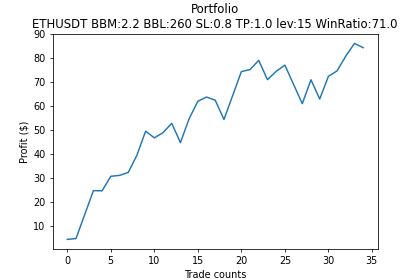 Portfolio
ETHUSDT BBM:2.2 BBL:260 SL:0.8 TP:1.0 lev:15 WinRatio:71.0
90
80
70
60
50
40
30
20
10
Profit ($)
0 5 10 15 20 25 30 35
Trade counts